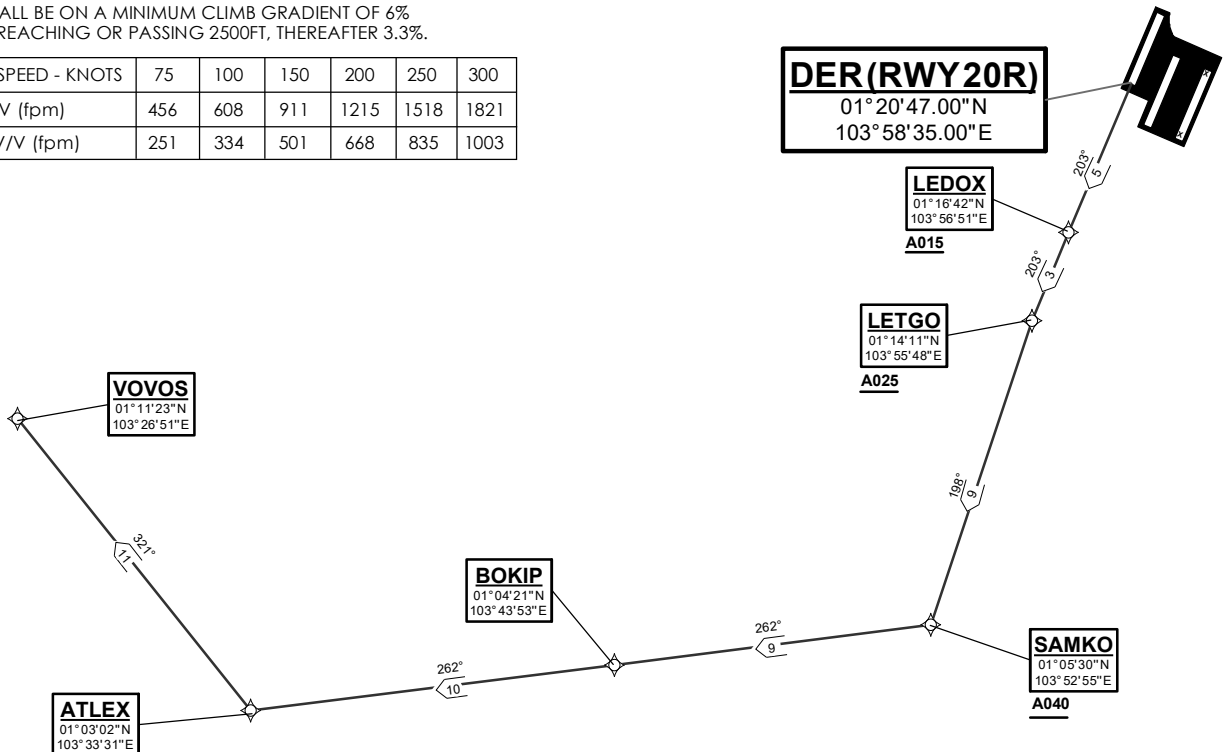 ALL BE ON A MINIMUM CLIMB GRADIENT OF 6%
REACHING OR PASSING 2500FT, THEREAFTER 3.3%.
SPEED - KNOTS 75 100 150 200 250 300
V (fpm) 456 608 911 1215 1518 1821
/V (fpm) 251 334 501 668 835 1003
DER(RWY20R)
01°20'47.00"N
103°58'35.00"E
203°
5
LEDOX
01°16'42"N
103°56'51"E
A015
203°
3
LETGO
01°14'11"N
103°55'48"E
A025
VOVOS
01°11'23"N
103°26'51"E
198°
9
321°
11
BOKIP
01°04'21"N
103°43'53"E
262°
9
SAMKO
01°05'30"N
103°52'55"E
A040
262°
10
ATLEX
01°03'02"N
103°33'31"E
x
x